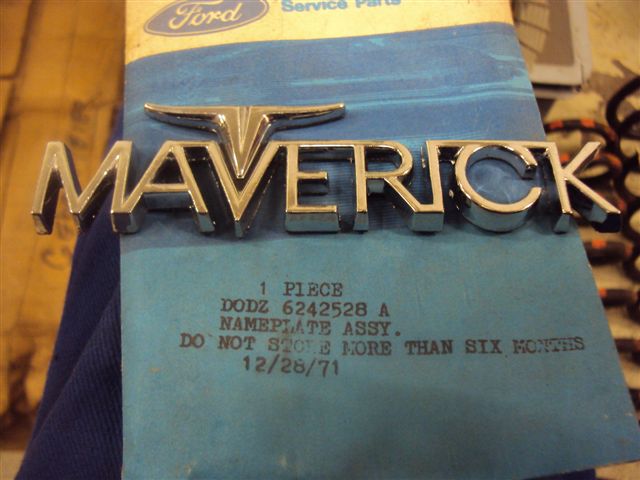 Ford
Service Parts
MAVERICK
1 PIECE
DODZ 6242528 A
NAMEPLATE ASSY.
DO NOT STORE MORE THAN SIX MONTHS
12/28/71